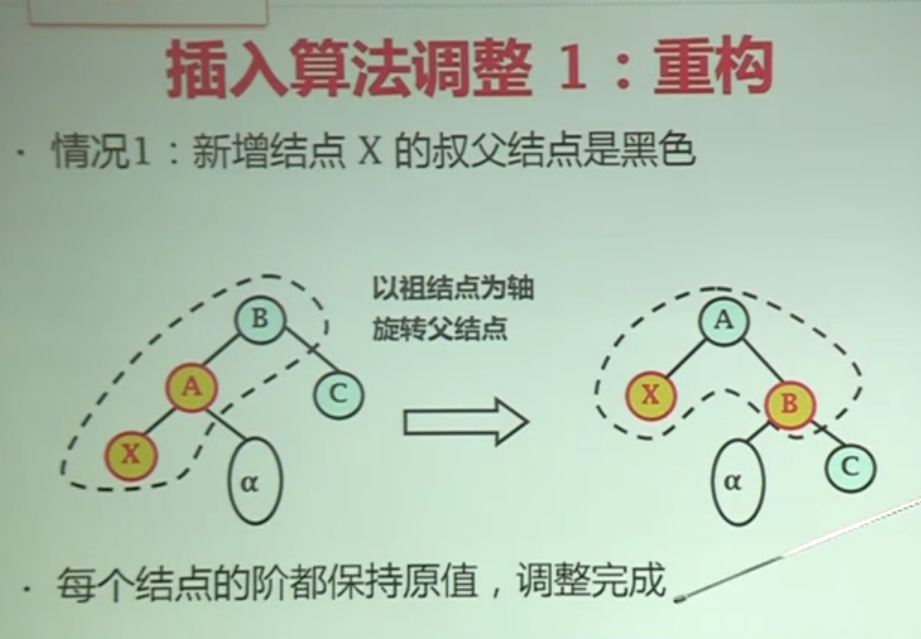 插入算法调整 1：重构
· 情况1：新增结点 X 的叔父结点是黑色
以祖结点为轴
旋转父结点
B
A
C
X
α
A
X
B
α
C
· 每个结点的阶都保持原值，调整完成